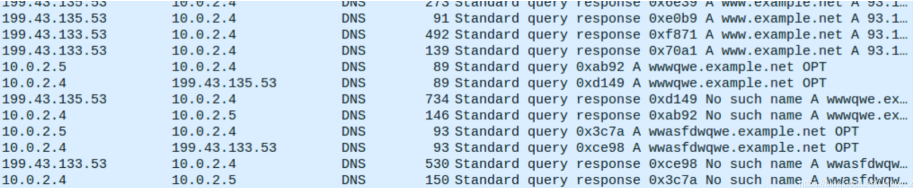 199.43.135.53 10.0.2.4 DNS 273 Standard query response 0x6e39 A www.example.net A 93.1…
199.43.135.53 10.0.2.4 DNS 91 Standard query response 0xe0b9 A www.example.net A 93.1…
199.43.133.53 10.0.2.4 DNS 492 Standard query response 0xf871 A www.example.net A 93.1…
199.43.133.53 10.0.2.4 DNS 139 Standard query response 0x70a1 A www.example.net A 93.1…
10.0.2.5 10.0.2.4 DNS 89 Standard query 0xab92 A wwwqwe.example.net OPT
10.0.2.4 199.43.135.53 DNS 89 Standard query 0xd149 A wwwqwe.example.net OPT
199.43.135.53 10.0.2.4 DNS 734 Standard query response 0xd149 No such name A wwwqwe.ex…
10.0.2.4 10.0.2.5 DNS 146 Standard query response 0xab92 No such name A wwwqwe.ex…
10.0.2.5 10.0.2.4 DNS 93 Standard query 0x3c7a A wwasfdwqwe.example.net OPT
10.0.2.4 199.43.133.53 DNS 93 Standard query 0xce98 A wwasfdwqwe.example.net OPT
199.43.133.53 10.0.2.4 DNS 530 Standard query response 0xce98 No such name A wwasfdwqw…
10.0.2.4 10.0.2.5 DNS 150 Standard query response 0x3c7a No such name A wwasfdwqw…